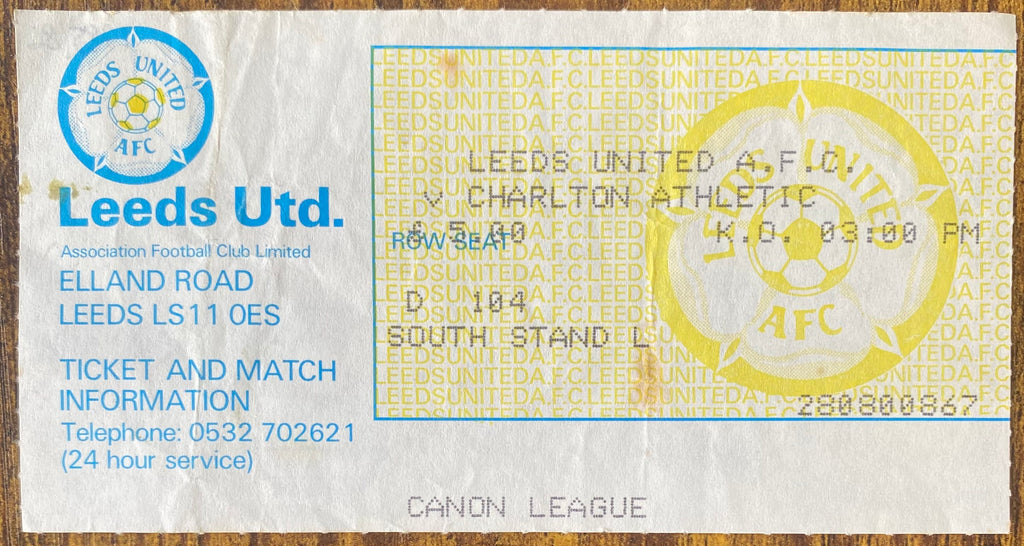 LEEDS UNITED
AFC
Leeds Utd.
Association Football Club Limited
ELLAND ROAD
LEEDS LS11 0ES
TICKET AND MATCH
INFORMATION
Telephone: 0532 702621
(24 hour service)
LEEDS UNITED A.F.C.
v CHARLTON ATHLETIC
£5.00 K.O. 03:00 PM
ROW SEAT
D 104
SOUTH STAND L
LEEDS UNITED
AFC
280800867
CANON LEAGUE